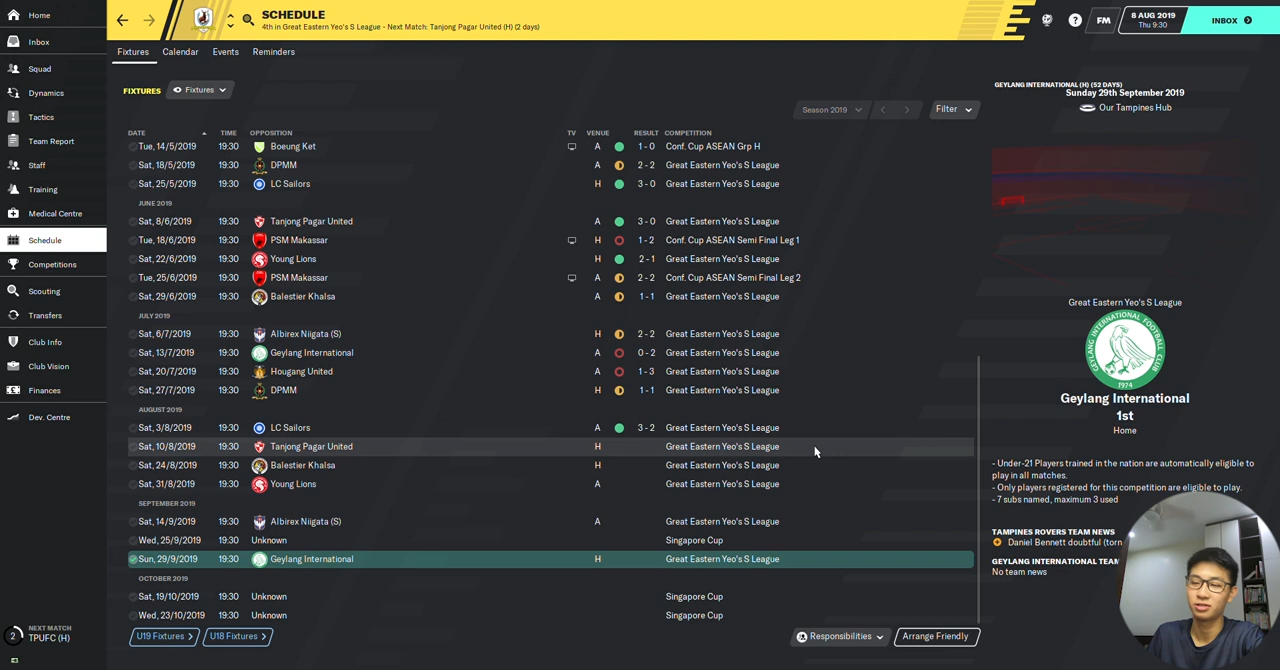 Home
Inbox
Squad
Dynamics
Tactics
Team Report
Staff
Training
Medical Centre
Schedule
Competitions
Scouting
Transfers
Club Info
Club Vision
Finances
Dev. Centre
2 NEXT MATCH
TPUFC (H)
SCHEDULE
4th in Great Eastern Yeo's S League - Next Match: Tanjong Pagar United (H) (2 days)
? FM 8 AUG 2019 INBOX
Thu 9:30
Fixtures Calendar Events Reminders
FIXTURES Fixtures
Season 2019 Filter
DATE TIME OPPOSITION TV VENUE RESULT COMPETITION
Tue, 14/5/2019 19:30 Boeung Ket A 1 - 0 Conf. Cup ASEAN Grp H
Sat, 18/5/2019 19:30 DPMM A 2 - 2 Great Eastern Yeo's S League
Sat, 25/5/2019 19:30 LC Sailors H 3 - 0 Great Eastern Yeo's S League
JUNE 2019
Sat, 8/6/2019 19:30 Tanjong Pagar United A 3 - 0 Great Eastern Yeo's S League
Tue, 18/6/2019 19:30 PSM Makassar H 1 - 2 Conf. Cup ASEAN Semi Final Leg 1
Sat, 22/6/2019 19:30 Young Lions H 2 - 1 Great Eastern Yeo's S League
Tue, 25/6/2019 19:30 PSM Makassar A 2 - 2 Conf. Cup ASEAN Semi Final Leg 2
Sat, 29/6/2019 19:30 Balestier Khalsa A 1 - 1 Great Eastern Yeo's S League
JULY 2019
Sat, 6/7/2019 19:30 Albirex Niigata (S) H 2 - 2 Great Eastern Yeo's S League
Sat, 13/7/2019 19:30 Geylang International A 0 - 2 Great Eastern Yeo's S League
Sat, 20/7/2019 19:30 Hougang United A 1 - 3 Great Eastern Yeo's S League
Sat, 27/7/2019 19:30 DPMM H 1 - 1 Great Eastern Yeo's S League
AUGUST 2019
Sat, 3/8/2019 19:30 LC Sailors A 3 - 2 Great Eastern Yeo's S League
Sat, 10/8/2019 19:30 Tanjong Pagar United H Great Eastern Yeo's S League
Sat, 24/8/2019 19:30 Balestier Khalsa H Great Eastern Yeo's S League
Sat, 31/8/2019 19:30 Young Lions A Great Eastern Yeo's S League
SEPTEMBER 2019
Sat, 14/9/2019 19:30 Albirex Niigata (S) A Great Eastern Yeo's S League
Wed, 25/9/2019 19:30 Unknown Singapore Cup
Sun, 29/9/2019 19:30 Geylang International H Great Eastern Yeo's S League
OCTOBER 2019
Sat, 19/10/2019 19:30 Unknown Singapore Cup
Wed, 23/10/2019 19:30 Unknown Singapore Cup
U19 Fixtures U18 Fixtures Responsibilities Arrange Friendly
GEYLANG INTERNATIONAL (H) (52 DAYS)
Sunday 29th September 2019
Our Tampines Hub
Great Eastern Yeo's S League
GEYLANG INTERNATIONAL FOOTBALL CLUB
1974
Geylang International
1st
Home
- Under-21 Players trained in the nation are automatically eligible to
play in all matches.
- Only players registered for this competition are eligible to play.
- 7 subs named, maximum 3 used
TAMPINES ROVERS TEAM NEWS
Daniel Bennett doubtful (torn
GEYLANG INTERNATIONAL TEAM
No team news